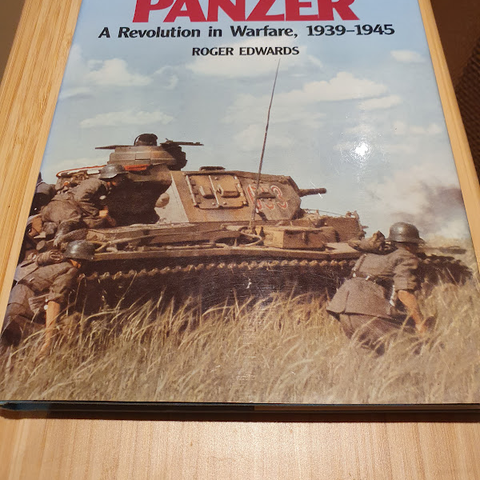 PANZER
A Revolution in Warfare, 1939–1945
ROGER EDWARDS